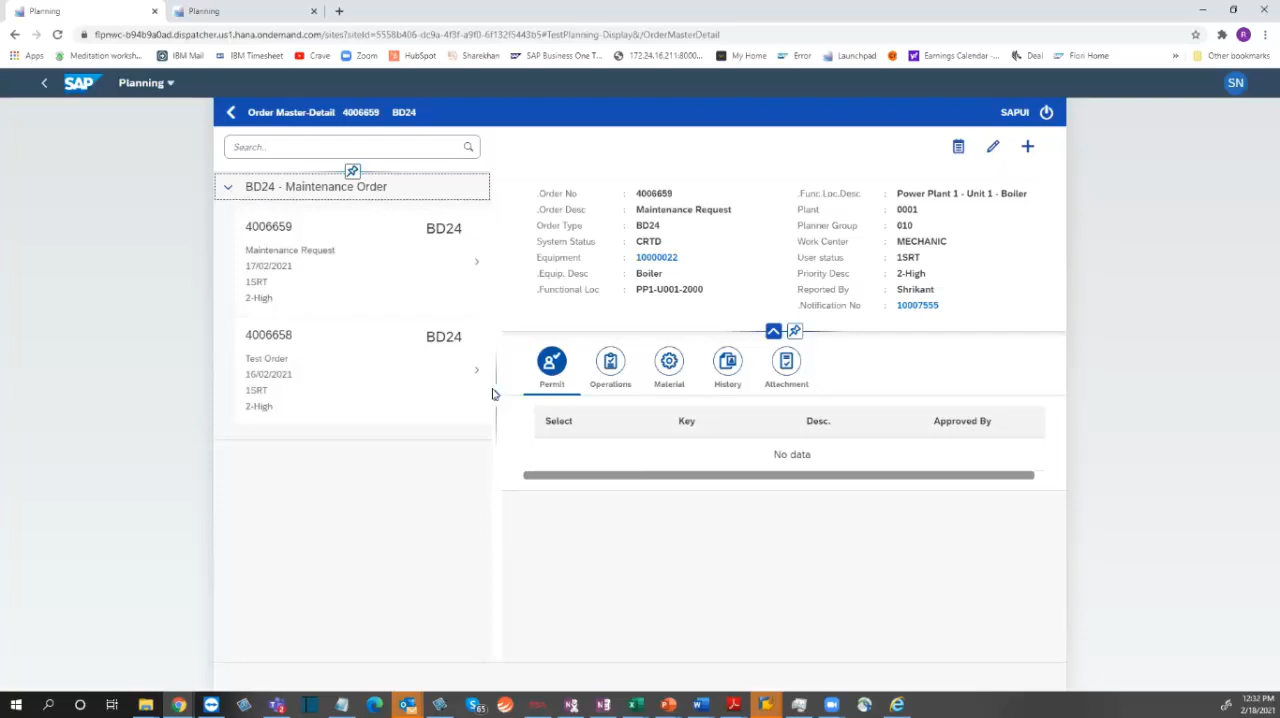 Planning
Planning
flpnwc-b94b9a0ad.dispatcher.us1.hana.ondemand.com/sites?siteId=5558b406-dc9a-4f3f-a9f0-6f132f5443b5#TestPlanning-Display&/OrderMasterDetail
Apps Meditation worksh... IBM Mail IBM Timesheet Crave Zoom HubSpot Sharekhan SAP Business One T... 172.24.16.211:8000... My Home Error Launchpad Earnings Calendar -... Deal Fiori Home Other bookmarks
SAP Planning SN
Order Master-Detail 4006659 BD24 SAPUI
Search..
BD24 - Maintenance Order
4006659 BD24
Maintenance Request
17/02/2021
1SRT
2-High
4006658 BD24
Test Order
16/02/2021
1SRT
2-High
.Order No : 4006659
.Order Desc : Maintenance Request
Order Type : BD24
System Status : CRTD
Equipment : 10000022
.Equip. Desc : Boiler
.Functional Loc : PP1-U001-2000
.Func.Loc.Desc : Power Plant 1 - Unit 1 - Boiler
Plant : 0001
Planner Group : 010
Work Center : MECHANIC
User status : 1SRT
Priority Desc : 2-High
Reported By : Shrikant
.Notification No : 10007555
Permit Operations Material History Attachment
Select Key Desc. Approved By
No data
12:32 PM
2/18/2021